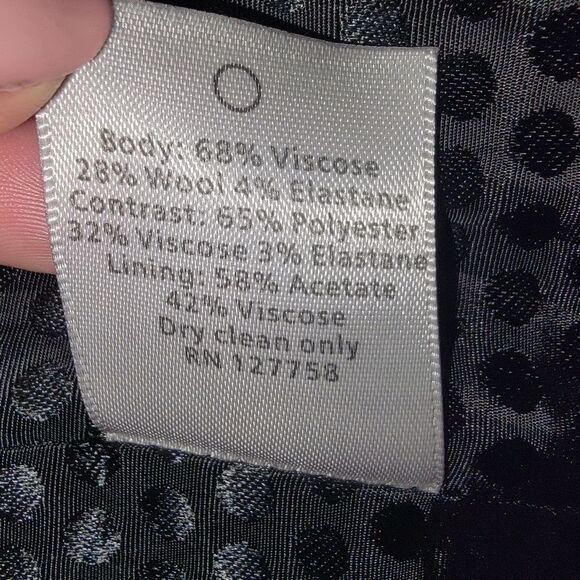 Body: 68% Viscose
28% Wool 4% Elastane
Contrast: 65% Polyester
32% Viscose 3% Elastane
Lining: 58% Acetate
42% Viscose
Dry clean only
RN 127758